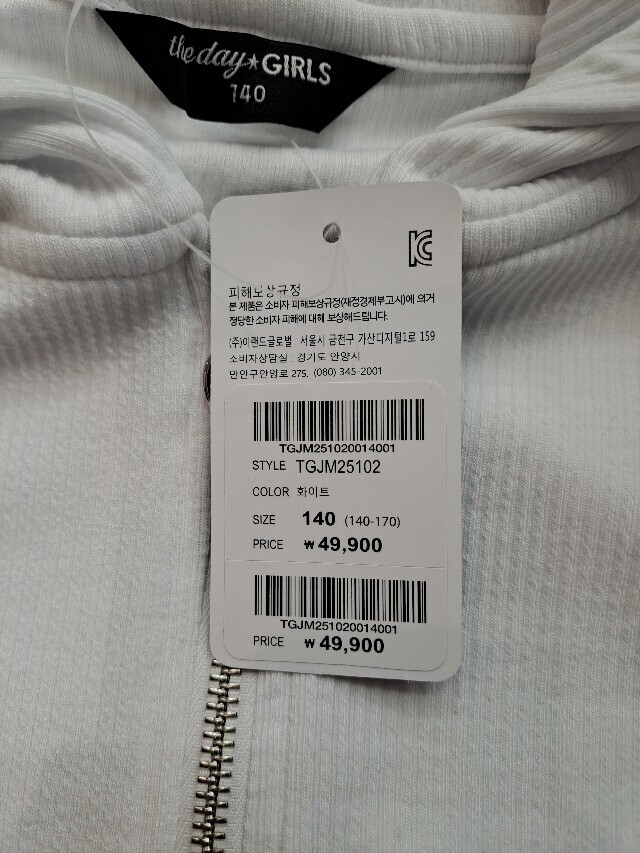 the day★GIRLS
140
피해보상규정
본 제품은 소비자 피해보상규정(재정경제부고시)에 의거
정당한 소비자 피해에 대해 보상해드립니다.
(주)이랜드글로벌 : 서울시 금천구 가산디지털1로 159
소비자상담실 : 경기도 안양시
만안구안양로 275, (080) 345-2001
TGJM251020014001
STYLE TGJM25102
COLOR 화이트
SIZE 140 (140-170)
PRICE ₩49,900
TGJM251020014001
PRICE ₩49,900